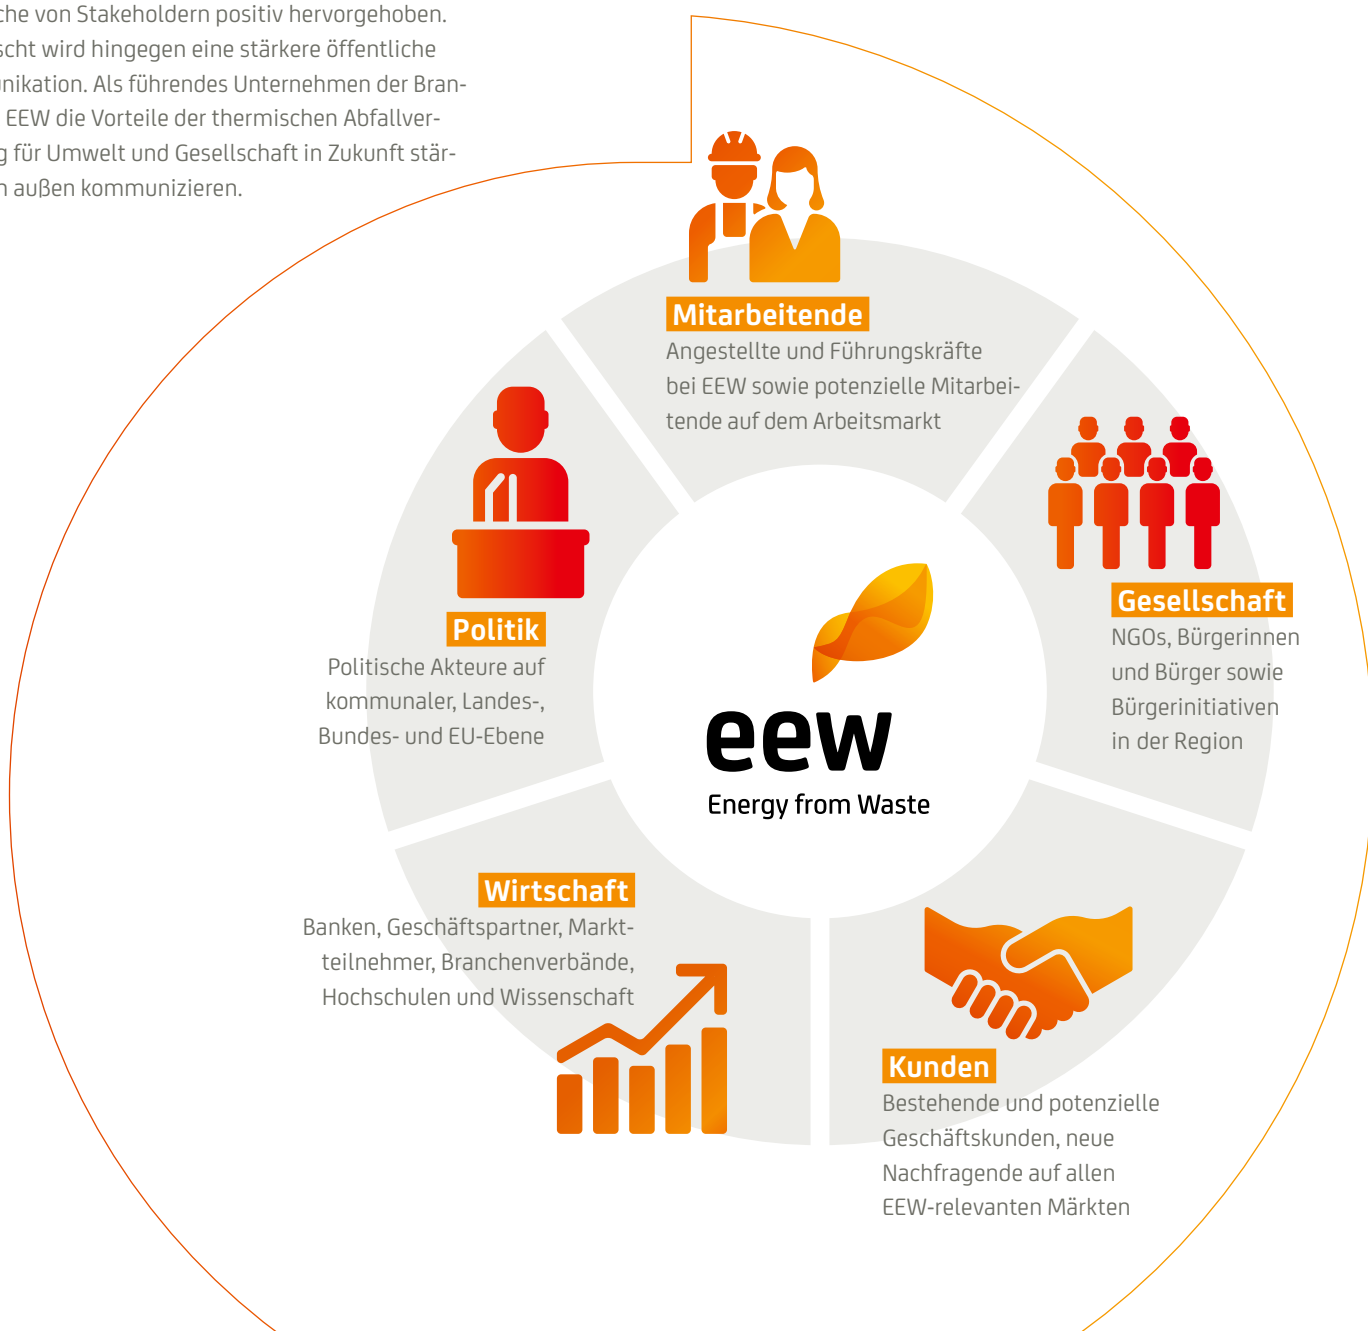 che von Stakeholdern positiv hervorgehoben.
scht wird hingegen eine stärkere öffentliche
unikation. Als führendes Unternehmen der Bran-
EEW die Vorteile der thermischen Abfallver-
g für Umwelt und Gesellschaft in Zukunft stär-
n außen kommunizieren.
Mitarbeitende
Angestellte und Führungskräfte
bei EEW sowie potenzielle Mitarbei-
tende auf dem Arbeitsmarkt
Gesellschaft
NGOs, Bürgerinnen
und Bürger sowie
Bürgerinitiativen
in der Region
Politik
Politische Akteure auf
kommunaler, Landes-,
Bundes- und EU-Ebene
eew
Energy from Waste
Wirtschaft
Banken, Geschäftspartner, Markt-
teilnehmer, Branchenverbände,
Hochschulen und Wissenschaft
Kunden
Bestehende und potenzielle
Geschäftskunden, neue
Nachfragende auf allen
EEW-relevanten Märkten